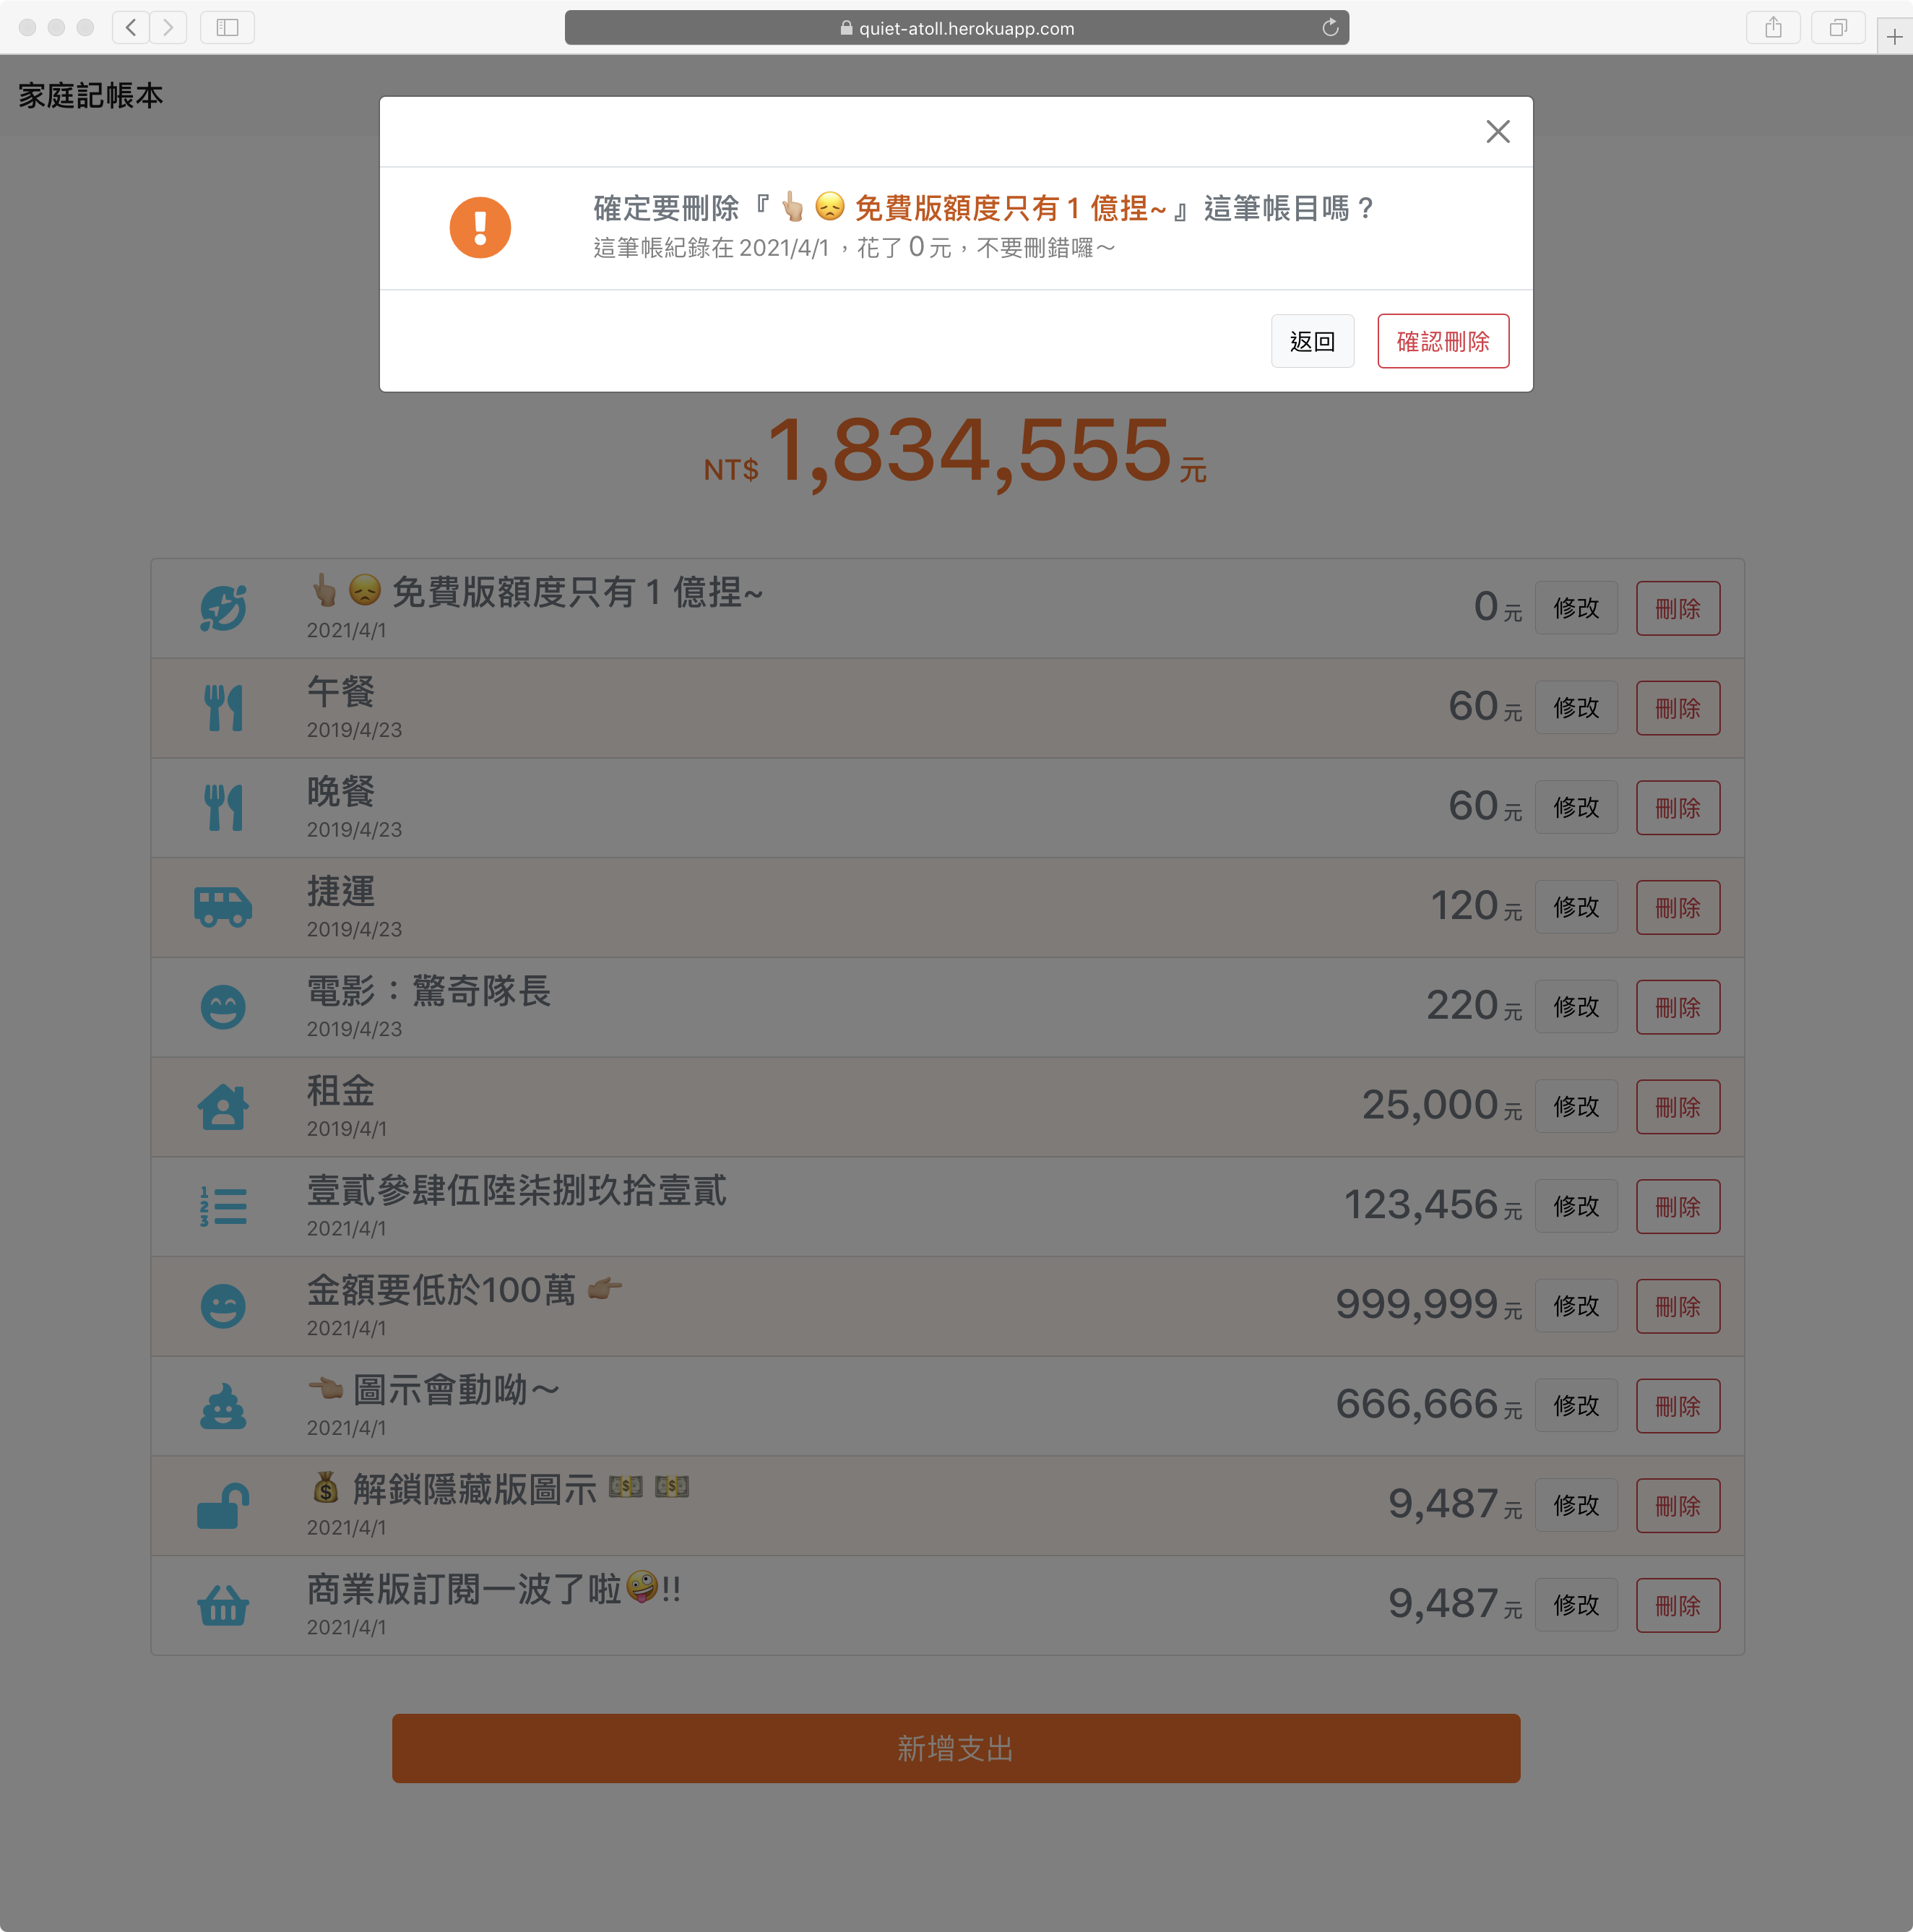 quiet-atoll.herokuapp.com
家庭記帳本
確定要刪除『👆🏼😞 免費版額度只有 1 億捏~』這筆帳目嗎？
這筆帳紀錄在 2021/4/1，花了 0 元，不要刪錯囉～
返回 確認刪除
NT$ 1,834,555 元
👆🏼😞 免費版額度只有 1 億捏~
2021/4/1
0 元 修改 刪除
午餐
2019/4/23
60 元 修改 刪除
晚餐
2019/4/23
60 元 修改 刪除
捷運
2019/4/23
120 元 修改 刪除
電影：驚奇隊長
2019/4/23
220 元 修改 刪除
租金
2019/4/1
25,000 元 修改 刪除
壹貳參肆伍陸柒捌玖拾壹貳
2021/4/1
123,456 元 修改 刪除
金額要低於100萬 👉🏼
2021/4/1
999,999 元 修改 刪除
👈🏼 圖示會動呦～
2021/4/1
666,666 元 修改 刪除
💰 解鎖隱藏版圖示 💵 💵
2021/4/1
9,487 元 修改 刪除
商業版訂閱一波了啦🤪!!
2021/4/1
9,487 元 修改 刪除
新增支出